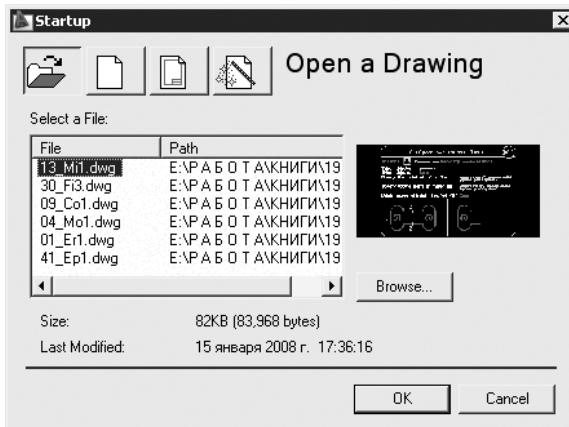 Startup
Open a Drawing
Select a File:
File Path
13_Mi1.dwg E:\Р А Б О Т А\КНИГИ\19
30_Fi3.dwg E:\Р А Б О Т А\КНИГИ\19
09_Co1.dwg E:\Р А Б О Т А\КНИГИ\19
04_Mo1.dwg E:\Р А Б О Т А\КНИГИ\19
01_Er1.dwg E:\Р А Б О Т А\КНИГИ\19
41_Ep1.dwg E:\Р А Б О Т А\КНИГИ\19
Browse...
Size: 82KB (83,968 bytes)
Last Modified: 15 января 2008 г. 17:36:16
OK Cancel